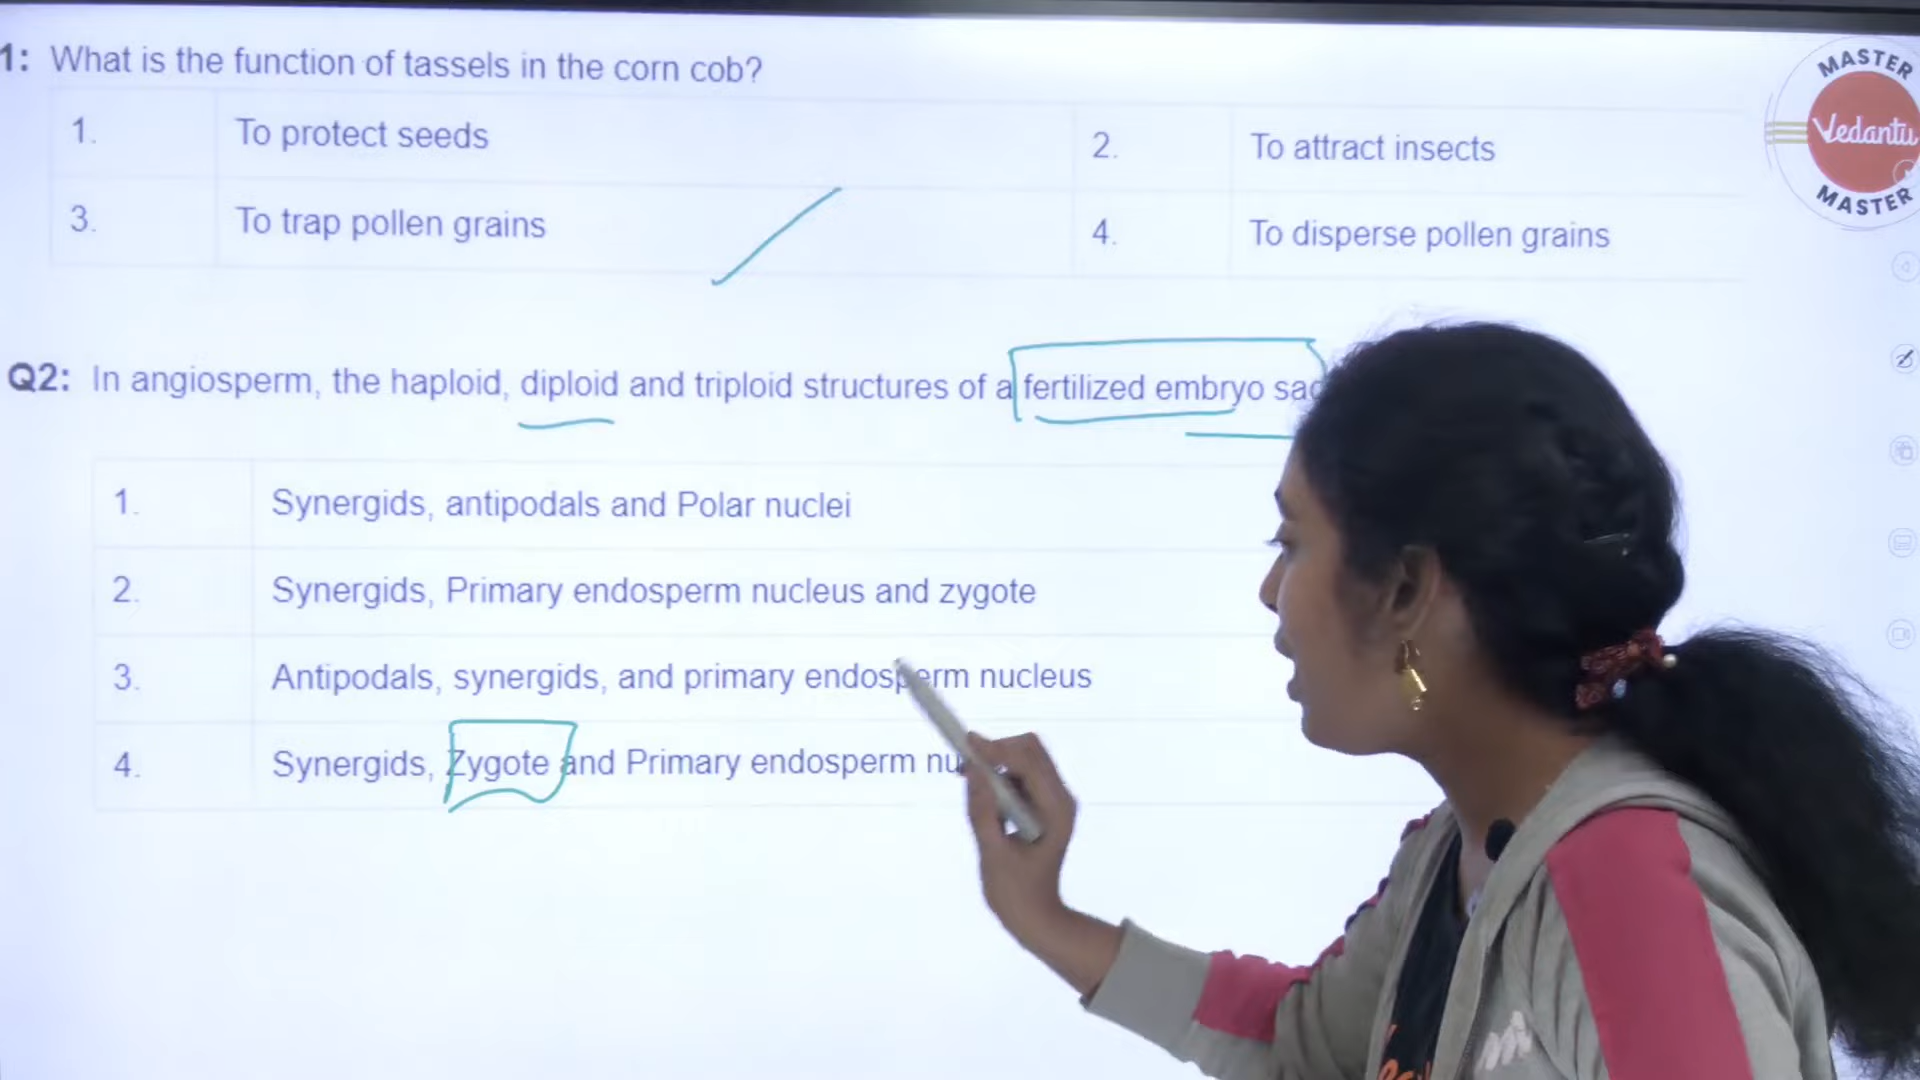 1: What is the function of tassels in the corn cob?
1. To protect seeds 2. To attract insects
3. To trap pollen grains 4. To disperse pollen grains
Q2: In angiosperm, the haploid, diploid and triploid structures of a fertilized embryo sac
1. Synergids, antipodals and Polar nuclei
2. Synergids, Primary endosperm nucleus and zygote
3. Antipodals, synergids, and primary endosperm nucleus
4. Synergids, Zygote and Primary endosperm
MASTER
Vedantu
MASTER